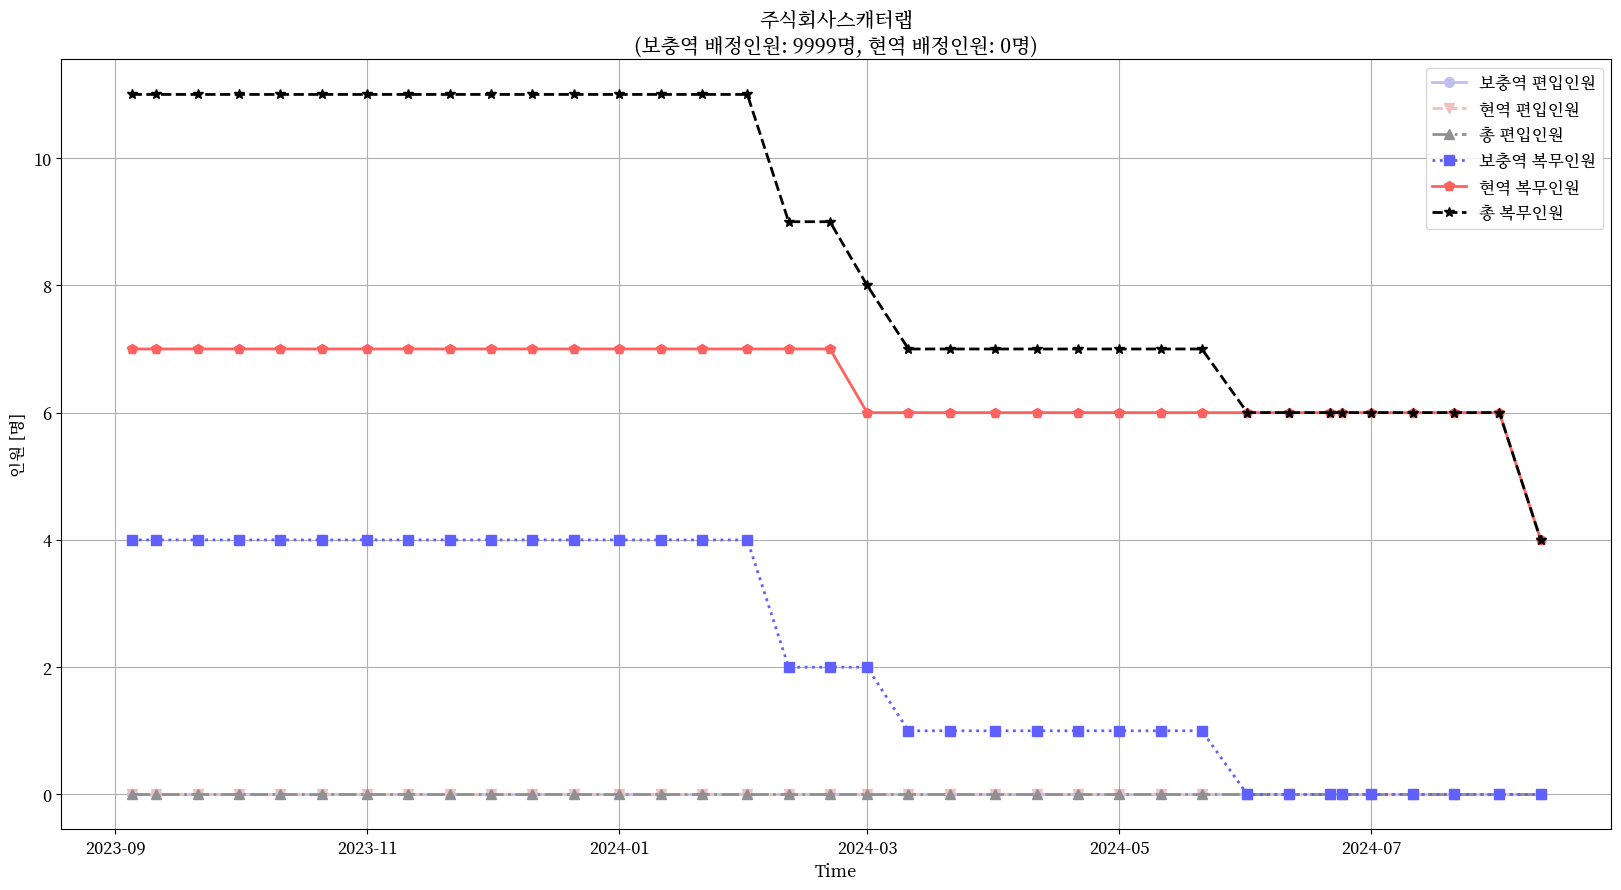 주식회사스캐터랩
(보충역 배정인원: 9999명, 현역 배정인원: 0명)
보충역 편입인원
현역 편입인원
총 편입인원
보충역 복무인원
현역 복무인원
총 복무인원
인원 [명]
10
8
6
4
2
0
2023-09
2023-11
2024-01
2024-03
2024-05
2024-07
Time